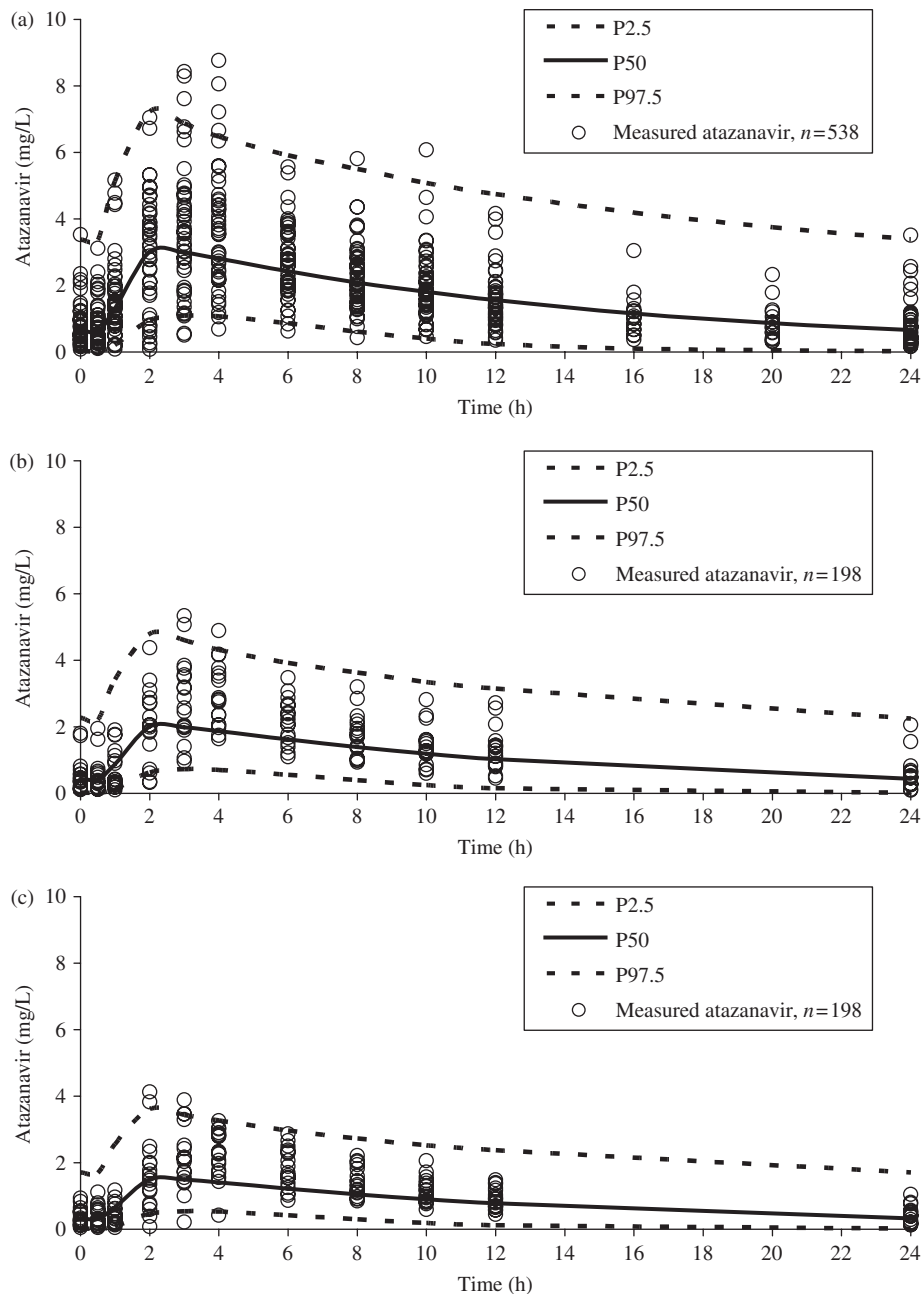 (a)
10
8
6
4
2
0
Atazanavir (mg/L)
P2.5
P50
P97.5
Measured atazanavir, n=538
0 2 4 6 8 10 12 14 16 18 20 22 24
Time (h)
(b)
10
8
6
4
2
0
Atazanavir (mg/L)
P2.5
P50
P97.5
Measured atazanavir, n=198
0 2 4 6 8 10 12 14 16 18 20 22 24
Time (h)
(c)
10
8
6
4
2
0
Atazanavir (mg/L)
P2.5
P50
P97.5
Measured atazanavir, n=198
0 2 4 6 8 10 12 14 16 18 20 22 24
Time (h)